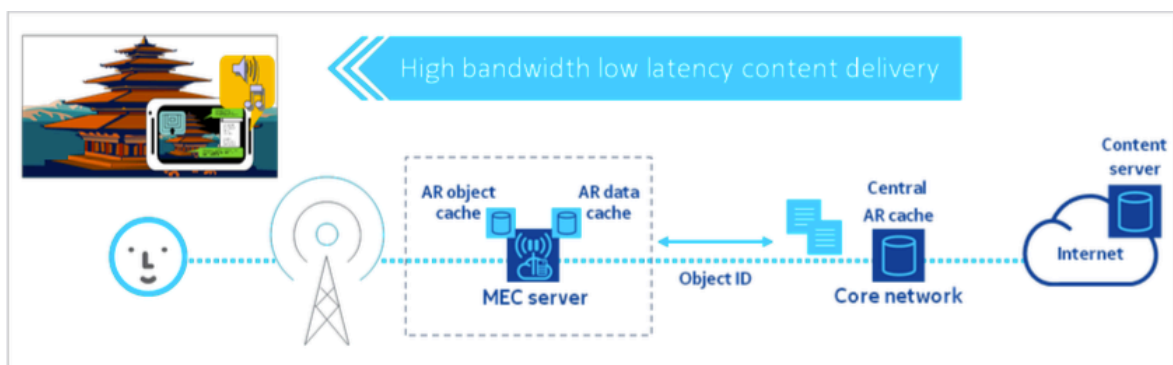 High bandwidth low latency content delivery
Content
server
AR object
cache
AR data
cache
Central
AR cache
Internet
Object ID
MEC server
Core network